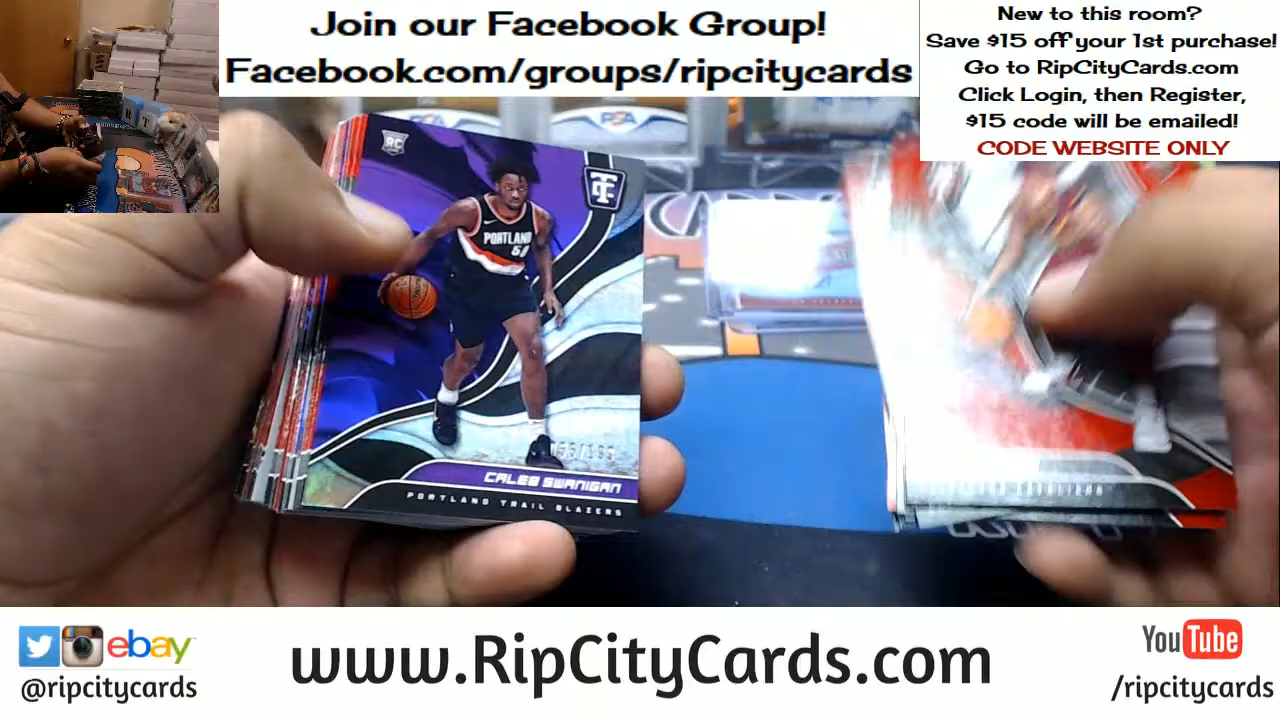 Join our Facebook Group!
Facebook.com/groups/ripcitycards
New to this room?
Save $15 off your 1st purchase!
Go to RipCityCards.com
Click Login, then Register,
$15 code will be emailed!
CODE WEBSITE ONLY
PSA
RC
PORTLAND
50
CALEB SWANIGAN
PORTLAND TRAIL BLAZERS
ebay
@ripcitycards
www.RipCityCards.com
YouTube
/ripcitycards